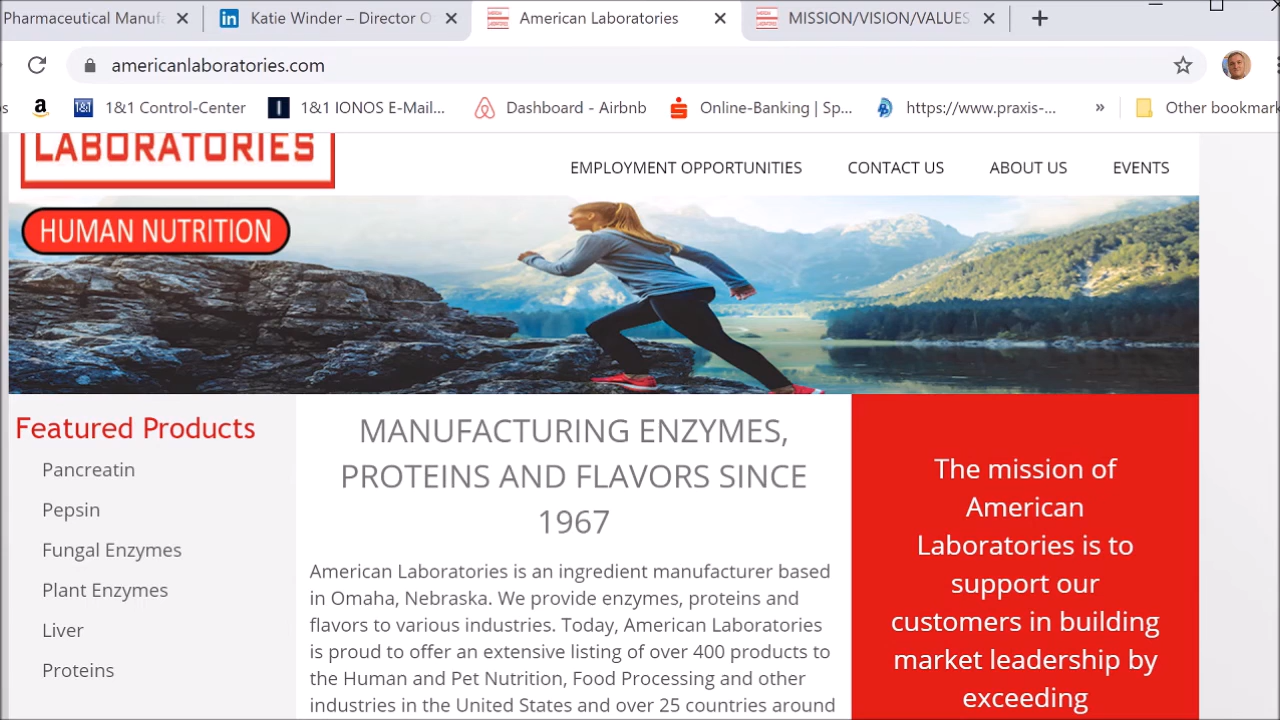 Pharmaceutical Manuf
Katie Winder – Director O
American Laboratories
MISSION/VISION/VALUES
americanlaboratories.com
1&1 Control-Center
1&1 IONOS E-Mail...
Dashboard - Airbnb
Online-Banking | Sp...
https://www.praxis-...
»
Other bookmark
LABORATORIES
EMPLOYMENT OPPORTUNITIES
CONTACT US
ABOUT US
EVENTS
HUMAN NUTRITION
Featured Products
Pancreatin
Pepsin
Fungal Enzymes
Plant Enzymes
Liver
Proteins
MANUFACTURING ENZYMES,
PROTEINS AND FLAVORS SINCE
1967
American Laboratories is an ingredient manufacturer based
in Omaha, Nebraska. We provide enzymes, proteins and
flavors to various industries. Today, American Laboratories
is proud to offer an extensive listing of over 400 products to
the Human and Pet Nutrition, Food Processing and other
industries in the United States and over 25 countries around
The mission of
American
Laboratories is to
support our
customers in building
market leadership by
exceeding